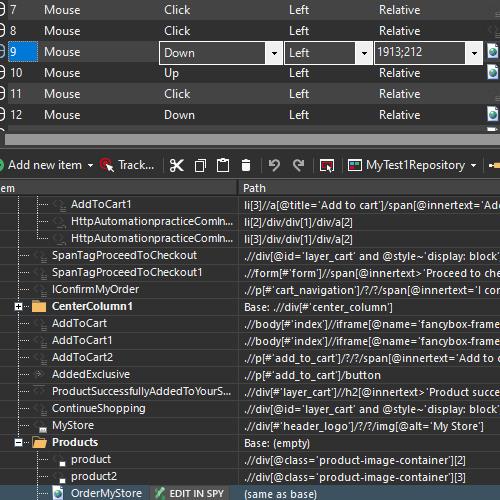 7 Mouse Click Left Relative
8 Mouse Click Left Relative
9 Mouse Down Left 1913;212
10 Mouse Up Left Relative
11 Mouse Click Left Relative
12 Mouse Down Left Relative
Add new item Track... MyTest1Repository
Item Path
AddToCart1 li[3]//a[@title='Add to cart']/span[@innertext='Ad
HttpAutomationpracticeComIn... li[2]/div/div[1]/div/a[2]
HttpAutomationpracticeComIn... li[3]/div/div[1]/div/a[2]
SpanTagProceedToCheckout .//div[@id='layer_cart' and @style~'display: block'
SpanTagProceedToCheckout1 .//form[#'form']//span[@innertext>'Proceed to che
IConfirmMyOrder .//p[#'cart_navigation']/?/?/span[@innertext='I con
CenterColumn1 Base: .//div[#'center_column']
AddToCart .//body[#'index']//iframe[@name='fancybox-frame
AddToCart1 .//body[#'index']//iframe[@name='fancybox-frame
AddToCart2 .//p[#'add_to_cart']/?/?/span[@innertext='Add to c
AddedExclusive .//p[#'add_to_cart']/button
ProductSuccessfullyAddedToYourS... .//div[#'layer_cart']//h2[@innertext>'Product succe
ContinueShopping .//div[@id='layer_cart' and @style~'display: block'
MyStore .//div[#'header_logo']/?/?/img[@alt='My Store']
Products Base: (empty)
product .//div[@class='product-image-container'][2]
product2 .//div[@class='product-image-container'][3]
OrderMyStore EDIT IN SPY (same as base)